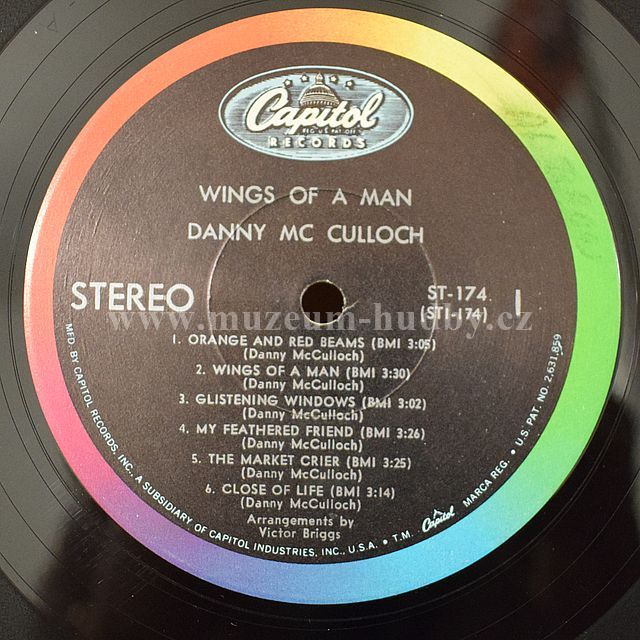 Capitol
REG. U.S. PAT. OFF.
RECORDS
WINGS OF A MAN
DANNY MC CULLOCH
STEREO
ST-174
(STI-174)
1
www.muzeum-hudby.cz
1. ORANGE AND RED BEAMS (BMI 3:05)
(Danny McCulloch)
2. WINGS OF A MAN (BMI 3:30)
(Danny McCulloch)
3. GLISTENING WINDOWS (BMI 3:02)
(Danny McCulloch)
4. MY FEATHERED FRIEND (BMI 3:26)
(Danny McCulloch)
5. THE MARKET CRIER (BMI 3:25)
(Danny McCulloch)
6. CLOSE OF LIFE (BMI 3:14)
(Danny McCulloch)
Arrangements by
Victor Briggs
MFD. BY CAPITOL RECORDS, INC., A SUBSIDIARY OF CAPITOL INDUSTRIES, INC., U.S.A. • T.M. Capitol MARCA REG. • U.S. PAT. NO. 2,631,859